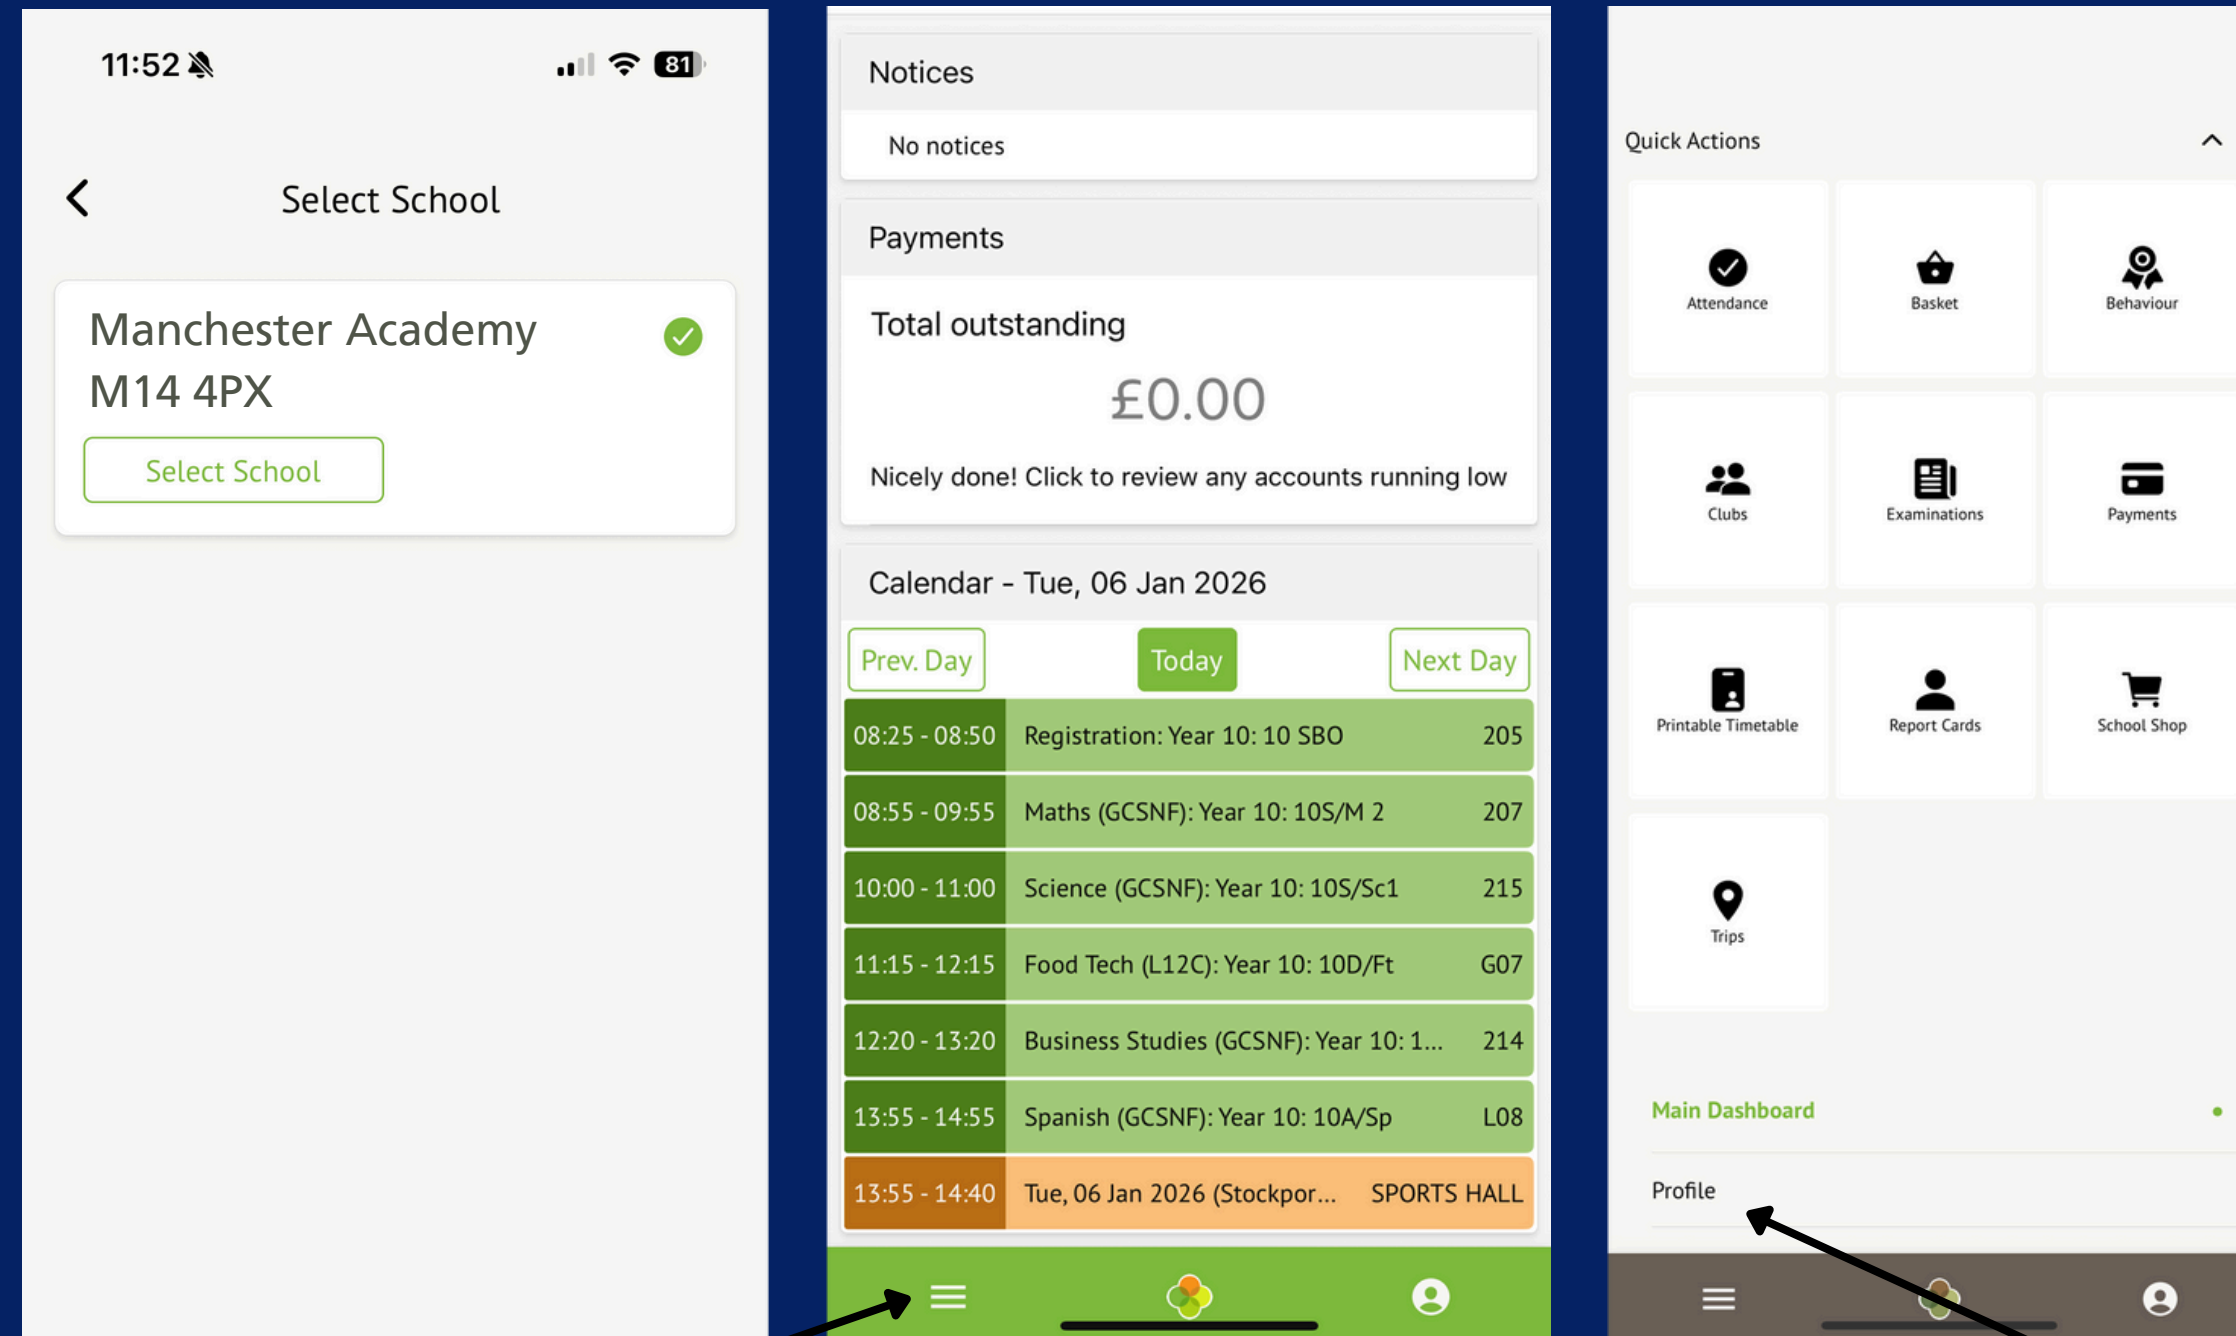 11:52
81
Select School
Manchester Academy
M14 4PX
Select School
Notices
No notices
Payments
Total outstanding
£0.00
Nicely done! Click to review any accounts running low
Calendar - Tue, 06 Jan 2026
Prev. Day
Today
Next Day
08:25 - 08:50 Registration: Year 10: 10 SBO 205
08:55 - 09:55 Maths (GCSNF): Year 10: 10S/M 2 207
10:00 - 11:00 Science (GCSNF): Year 10: 10S/Sc1 215
11:15 - 12:15 Food Tech (L12C): Year 10: 10D/Ft G07
12:20 - 13:20 Business Studies (GCSNF): Year 10: 1... 214
13:55 - 14:55 Spanish (GCSNF): Year 10: 10A/Sp L08
13:55 - 14:40 Tue, 06 Jan 2026 (Stockpor... SPORTS HALL
Quick Actions
Attendance
Basket
Behaviour
Clubs
Examinations
Payments
Printable Timetable
Report Cards
School Shop
Trips
Main Dashboard
Profile